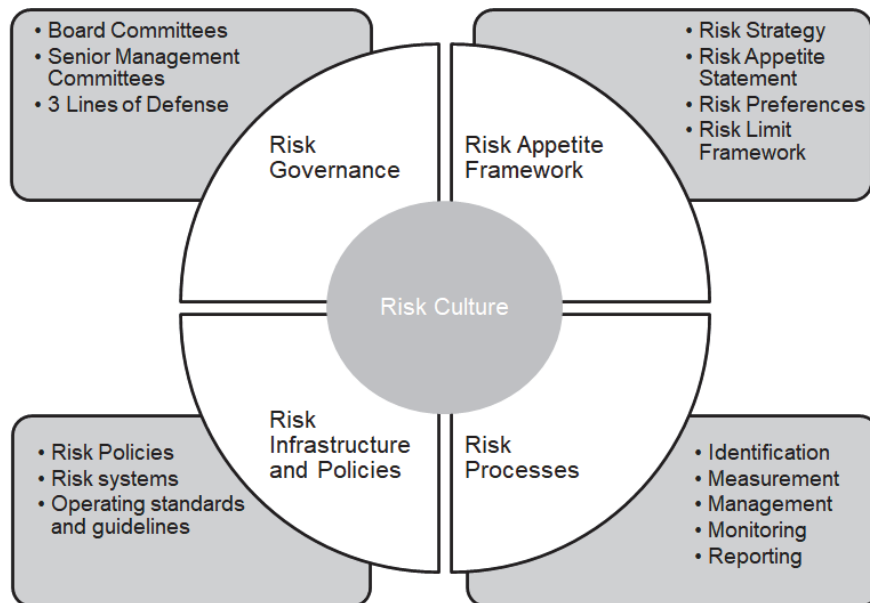 • Board Committees
• Senior Management
Committees
• 3 Lines of Defense
• Risk Strategy
• Risk Appetite
Statement
• Risk Preferences
• Risk Limit
Framework
Risk
Governance
Risk Appetite
Framework
Risk Culture
Risk
Infrastructure
and Policies
Risk
Processes
• Risk Policies
• Risk systems
• Operating standards
and guidelines
• Identification
• Measurement
• Management
• Monitoring
• Reporting